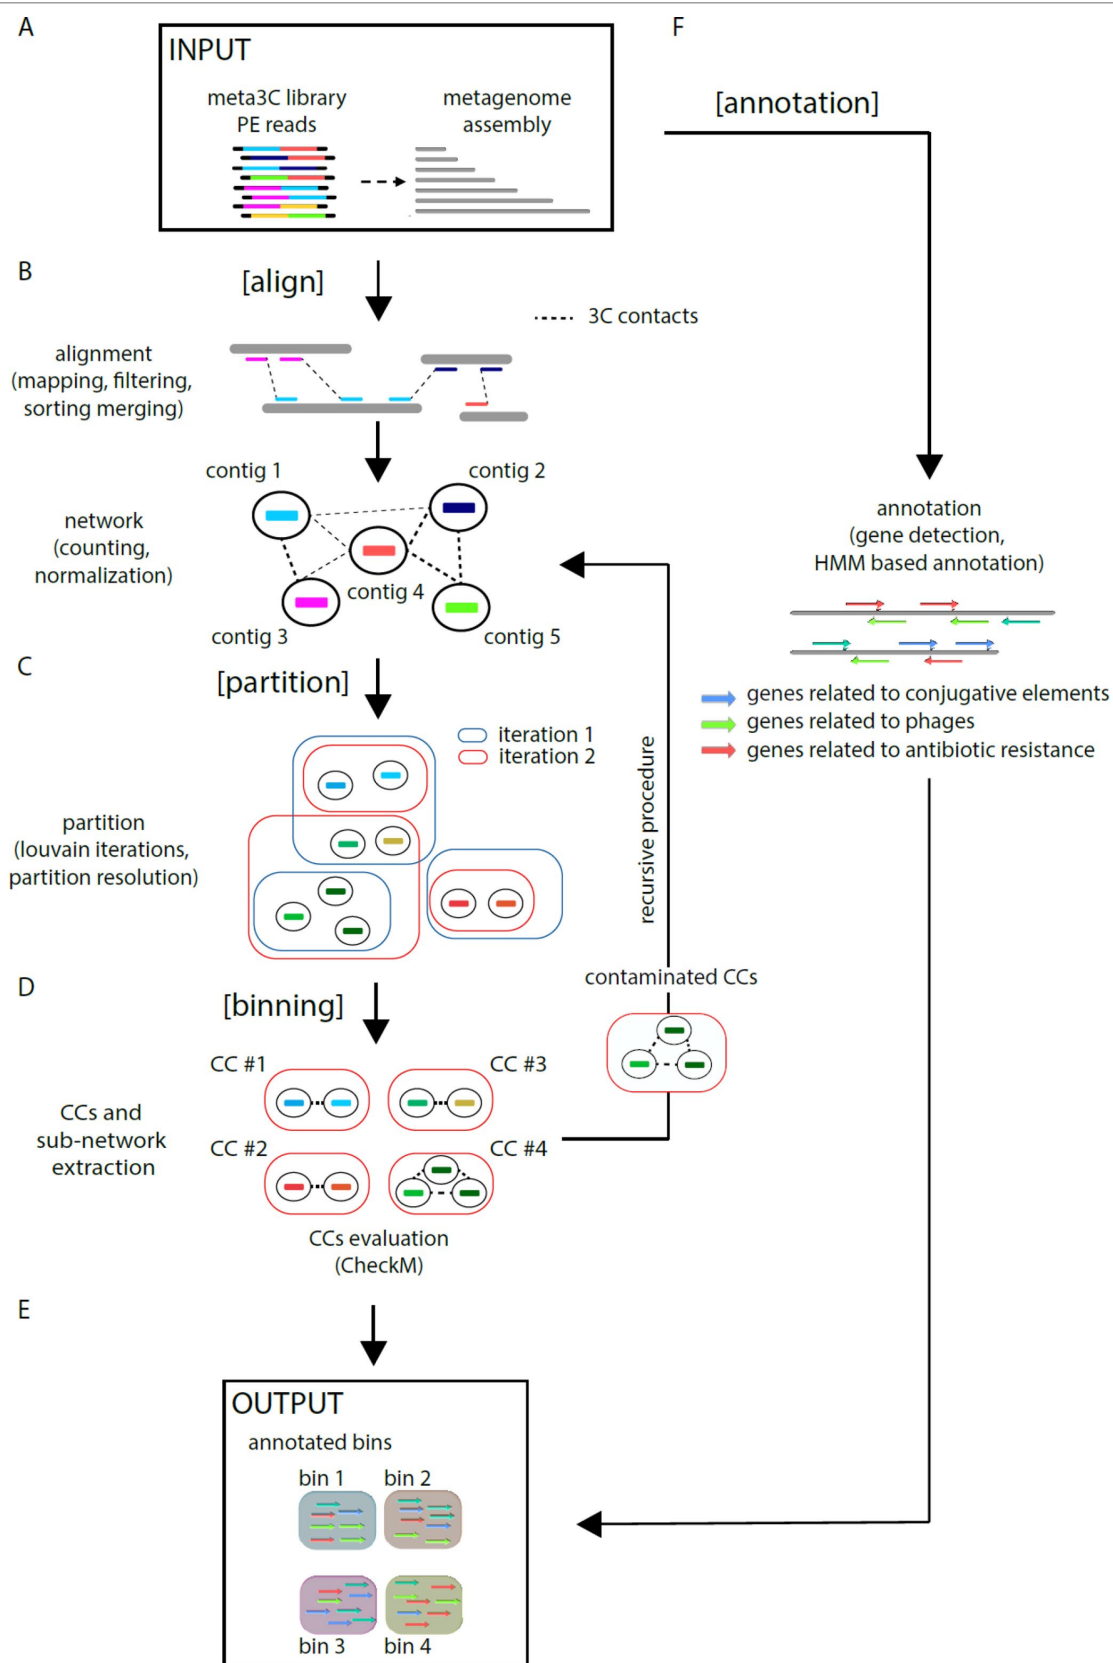 A
F
INPUT
meta3C library
PE reads
metagenome
assembly
[annotation]
B
[align]
3C contacts
alignment
(mapping, filtering,
sorting merging)
contig 1
contig 2
network
(counting,
normalization)
contig 4
contig 3
contig 5
annotation
(gene detection,
HMM based annotation)
genes related to conjugative elements
genes related to phages
genes related to antibiotic resistance
C
[partition]
iteration 1
iteration 2
recursive procedure
partition
(louvain iterations,
partition resolution)
contaminated CCs
D
[binning]
CC #1
CC #3
CCs and
sub-network
extraction
CC #2
CC #4
CCs evaluation
(CheckM)
E
OUTPUT
annotated bins
bin 1
bin 2
bin 3
bin 4